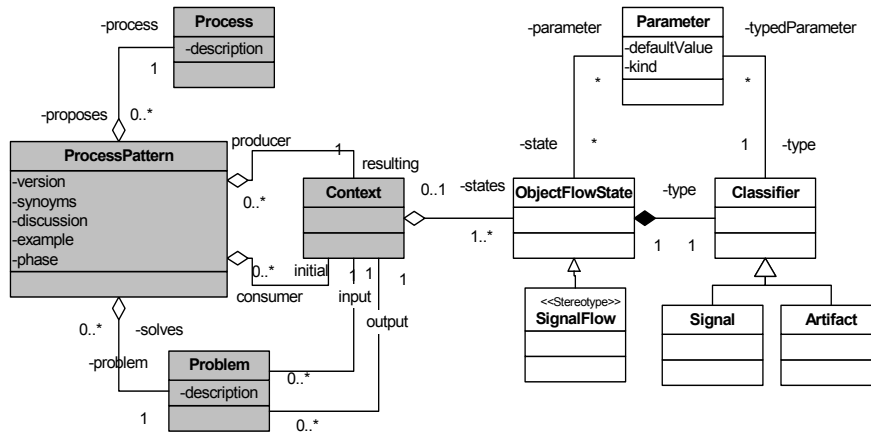 Process
-process
-description
1
-proposes
0..*
ProcessPattern
-version
-synoyms
-discussion
-example
-phase
producer
0..*
1
resulting
Context
0..*
consumer
initial
1
input
1
output
1
0..*
-solves
-problem
1
Problem
-description
0..*
0..*
0..1
-states
1..*
ObjectFlowState
-state
*
-parameter
*
Parameter
-defaultValue
-kind
-typedParameter
*
1
-type
Classifier
-type
1
1
<<Stereotype>>
SignalFlow
Signal
Artifact